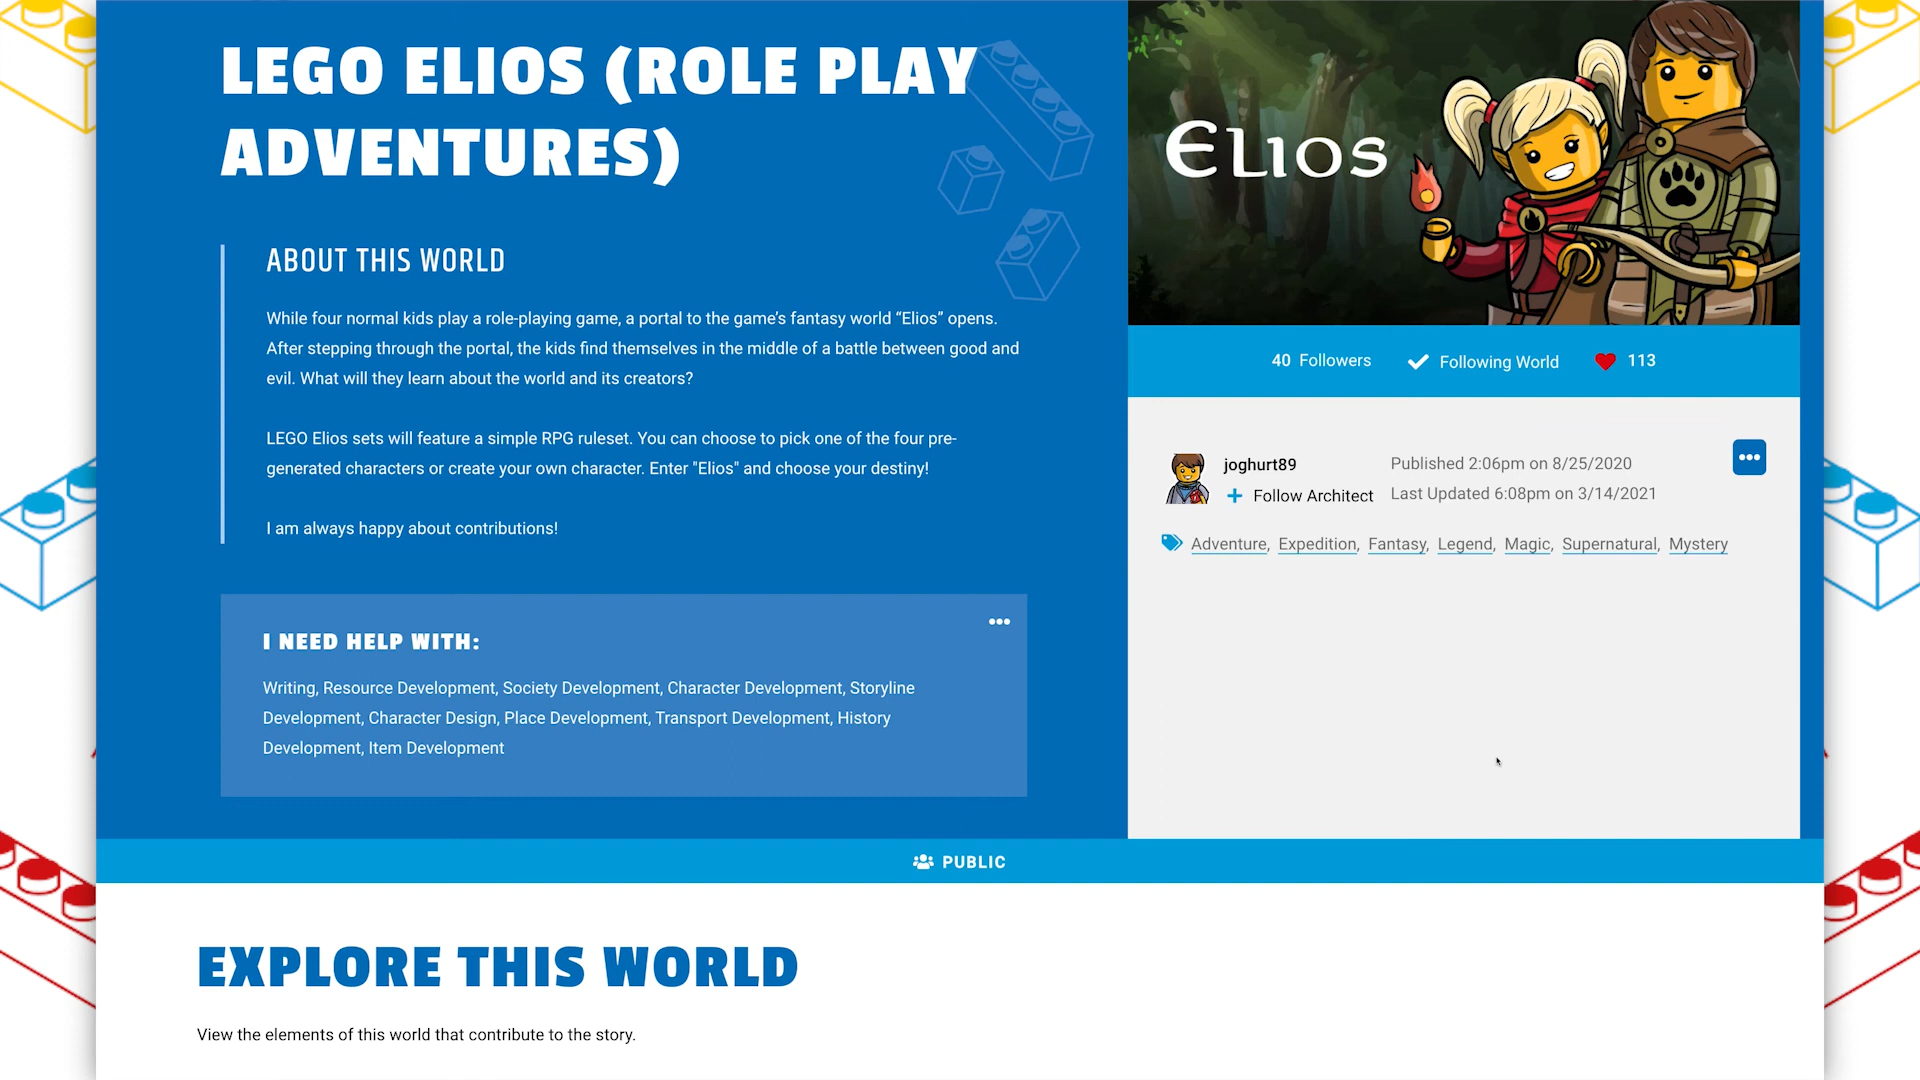 LEGO ELIOS (ROLE PLAY
ADVENTURES)
ABOUT THIS WORLD
While four normal kids play a role-playing game, a portal to the game’s fantasy world “Elios” opens.
After stepping through the portal, the kids find themselves in the middle of a battle between good and
evil. What will they learn about the world and its creators?
LEGO Elios sets will feature a simple RPG ruleset. You can choose to pick one of the four pre-
generated characters or create your own character. Enter "Elios" and choose your destiny!
I am always happy about contributions!
I NEED HELP WITH:
Writing, Resource Development, Society Development, Character Development, Storyline
Development, Character Design, Place Development, Transport Development, History
Development, Item Development
ELIOS
40 Followers
Following World
113
joghurt89
Follow Architect
Published 2:06pm on 8/25/2020
Last Updated 6:08pm on 3/14/2021
Adventure, Expedition, Fantasy, Legend, Magic, Supernatural, Mystery
PUBLIC
EXPLORE THIS WORLD
View the elements of this world that contribute to the story.